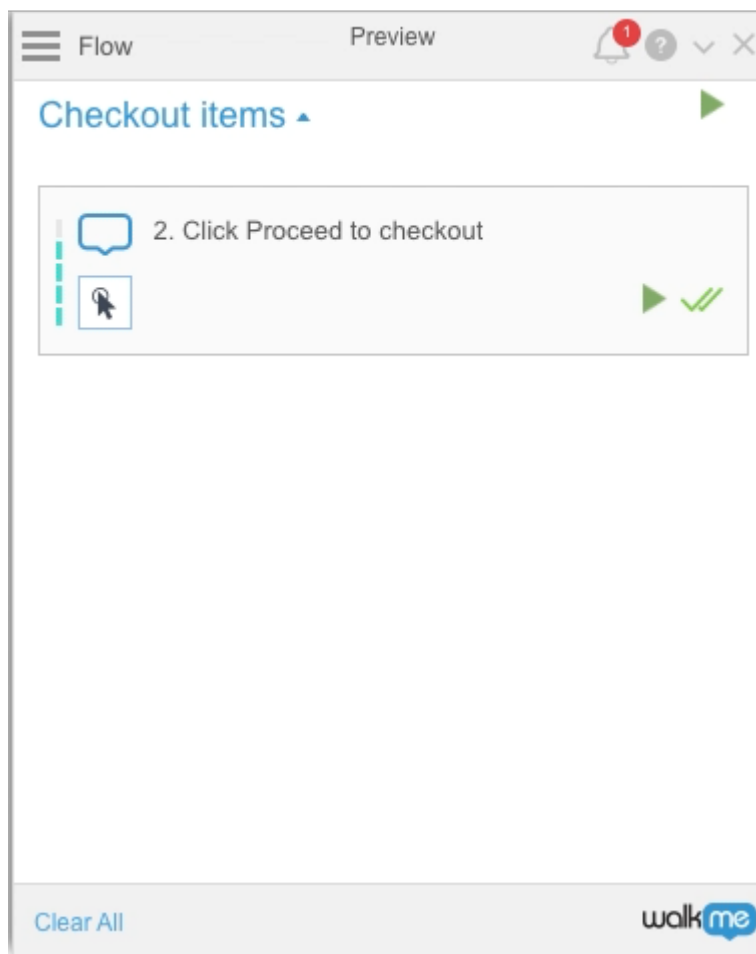 Flow
Preview
1
?
Checkout items
2. Click Proceed to checkout
Clear All
walkme